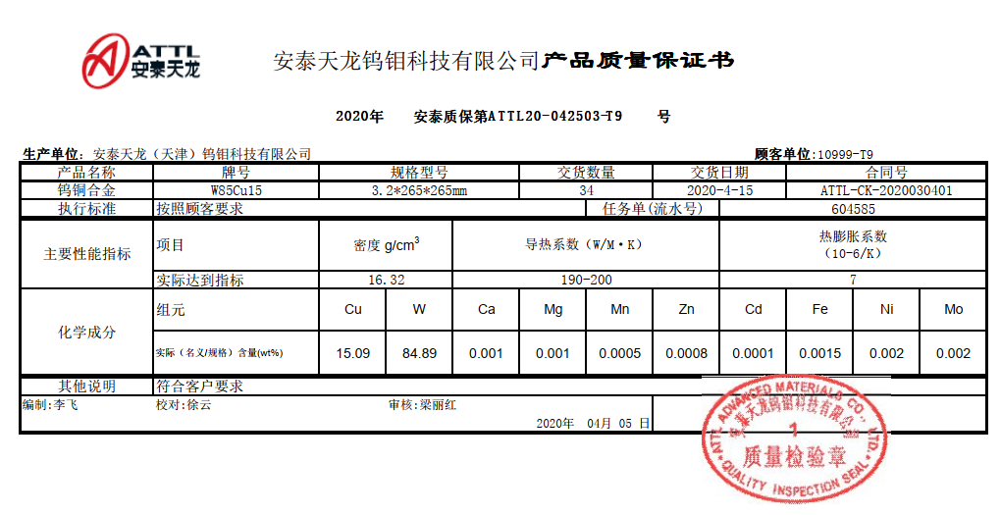 ATTL
安泰天龙
安泰天龙钨钼科技有限公司产品质量保证书
2020年 安泰质保第ATTL20-042503-T9 号
生产单位: 安泰天龙（天津）钨钼科技有限公司 顾客单位:10999-T9
产品名称 牌号 规格型号 交货数量 交货日期 合同号
钨铜合金 W85Cu15 3.2*265*265mm 34 2020-4-15 ATTL-CK-2020030401
执行标准 按照顾客要求 任务单(流水号) 604585
主要性能指标 项目 密度 g/cm³ 导热系数（W/M·K） 热膨胀系数
（10-6/K）
实际达到指标 16.32 190-200 7
化学成分 组元 Cu W Ca Mg Mn Zn Cd Fe Ni Mo
实际（名义/规格）含量(wt%) 15.09 84.89 0.001 0.001 0.0005 0.0008 0.0001 0.0015 0.002 0.002
其他说明 符合客户要求
编制:李飞 校对:徐云 审核:梁丽红
2020年 04月 05 日
ATTL ADVANCED MATERIALS CO., LTD.
安泰天龙钨钼科技有限公司
1
质量检验章
QUALITY INSPECTION SEAL